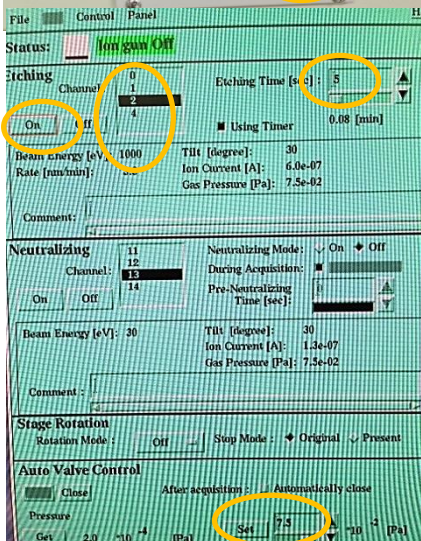 File Control Panel H
Status: Ion gun Off
Etching
Channel
0
1
2
4
Etching Time [sec] : 5
On
0.08 [min]
Using Timer
Beam Energy [eV] 1000 Tilt [degree]: 30
Rate [nm/min]: Ion Current [A]: 6.0e-07
Gas Pressure [Pa]: 7.5e-02
Comment:
Neutralizing
Channel:
11
12
13
14
Neutralizing Mode: On Off
During Acquisition:
Pre-Neutralizing
Time [sec]:
On Off
Beam Energy [eV]: 30 Tilt [degree]: 30
Ion Current [A]: 1.3e-07
Gas Pressure [Pa]: 7.5e-02
Comment :
Stage Rotation
Rotation Mode : Off Stop Mode : Original Present
Auto Valve Control
Close After acquisition : Automatically close
Pressure
Get 2.0 *10 -4 [Pa] Set 7.5 *10 -2 [Pa]